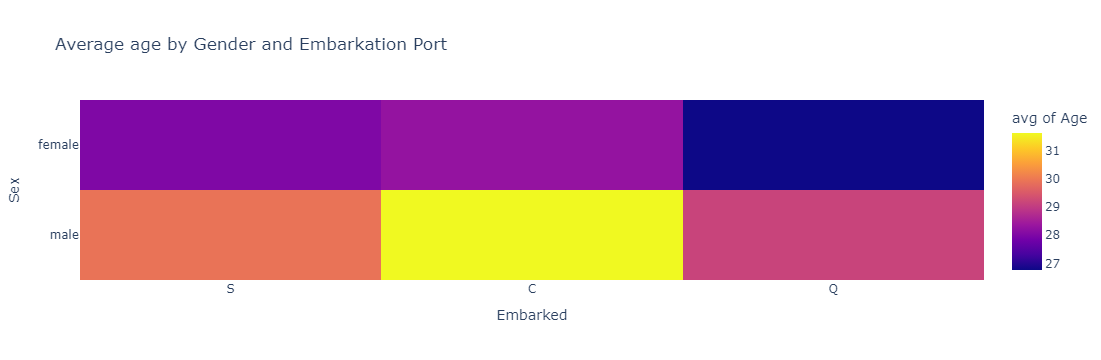 Average age by Gender and Embarkation Port
avg of Age
31
30
29
28
27
female
male
Sex
S
C
Q
Embarked